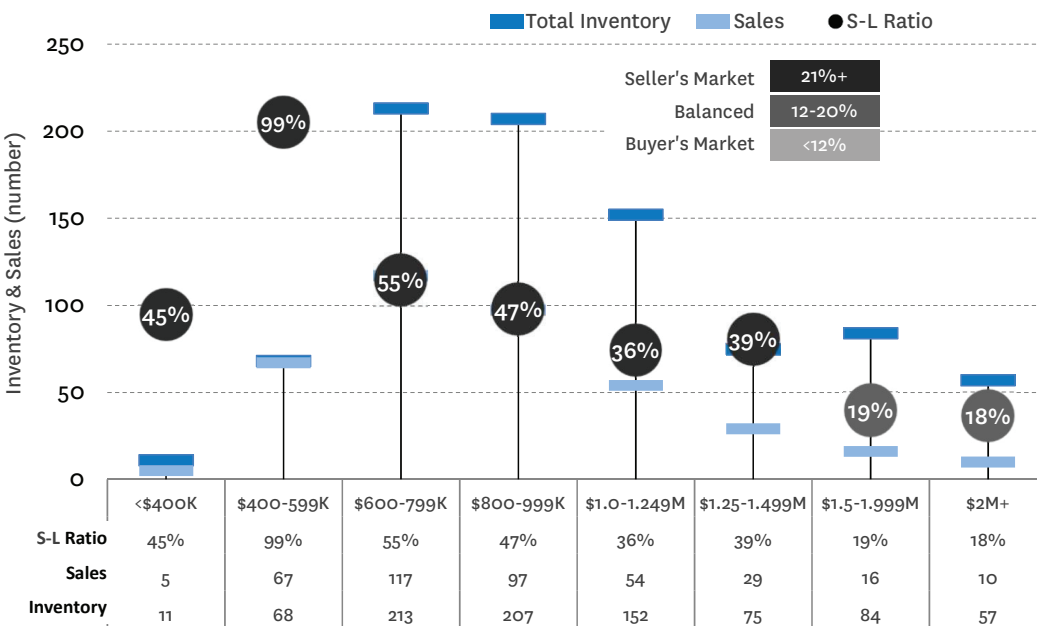 Total Inventory Sales S-L Ratio
Inventory & Sales (number)
250
200
150
100
50
0
Seller's Market 21%+
Balanced 12-20%
Buyer's Market <12%
45%
99%
55%
47%
36%
39%
19%
18%
<$400K $400-599K $600-799K $800-999K $1.0-1.249M $1.25-1.499M $1.5-1.999M $2M+
S-L Ratio 45% 99% 55% 47% 36% 39% 19% 18%
Sales 5 67 117 97 54 29 16 10
Inventory 11 68 213 207 152 75 84 57